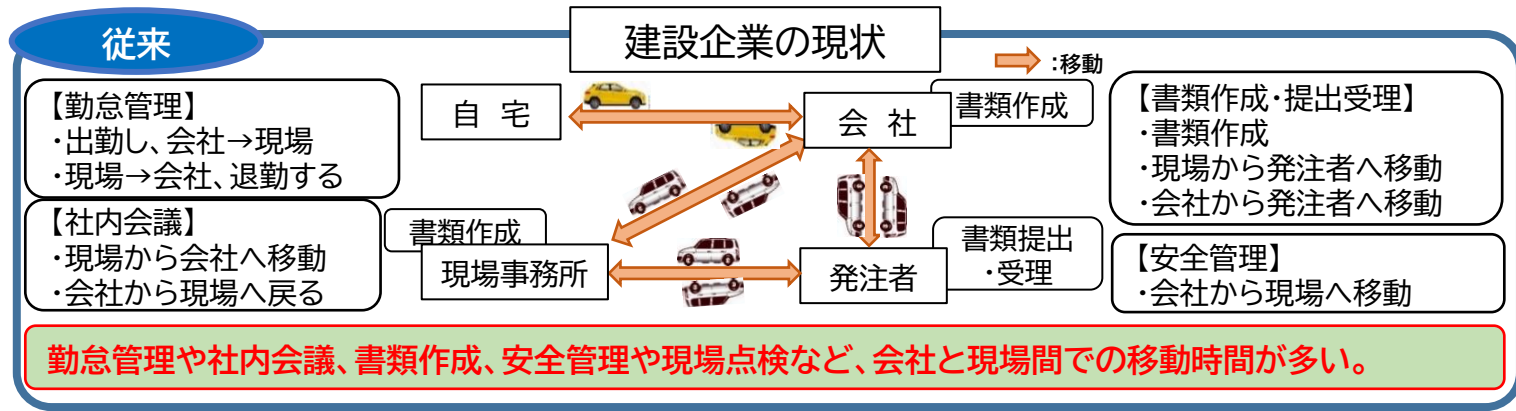 従来
建設企業の現状
:移動
【勤怠管理】
・出勤し、会社→現場
・現場→会社、退勤する
【社内会議】
・現場から会社へ移動
・会社から現場へ戻る
自 宅
会 社
書類作成
書類作成
現場事務所
発注者
書類提出
・受理
【書類作成・提出受理】
・書類作成
・現場から発注者へ移動
・会社から発注者へ移動
【安全管理】
・会社から現場へ移動
勤怠管理や社内会議、書類作成、安全管理や現場点検など、会社と現場間での移動時間が多い。